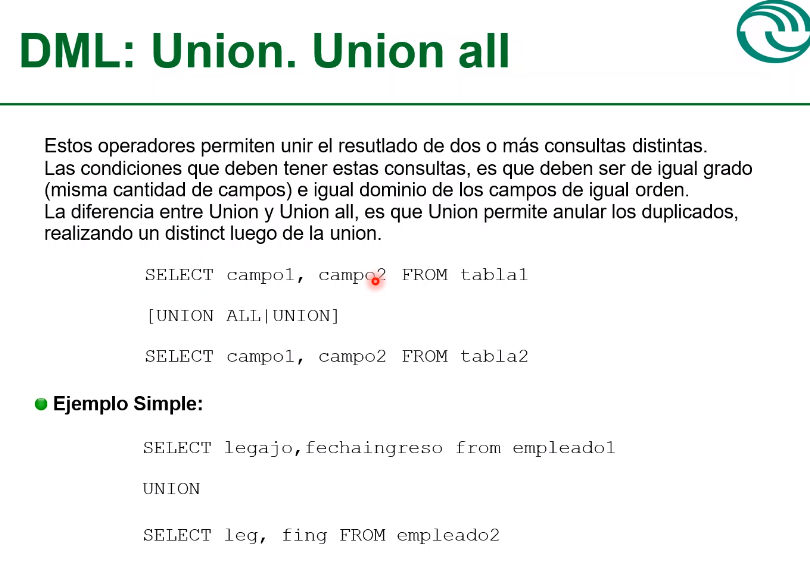 DML: Union. Union all
Estos operadores permiten unir el resutlado de dos o más consultas distintas.
Las condiciones que deben tener estas consultas, es que deben ser de igual grado
(misma cantidad de campos) e igual dominio de los campos de igual orden.
La diferencia entre Union y Union all, es que Union permite anular los duplicados,
realizando un distinct luego de la union.
SELECT campo1, campo2 FROM tabla1
[UNION ALL|UNION]
SELECT campo1, campo2 FROM tabla2
Ejemplo Simple:
SELECT legajo,fechaingreso from empleado1
UNION
SELECT leg, fing FROM empleado2